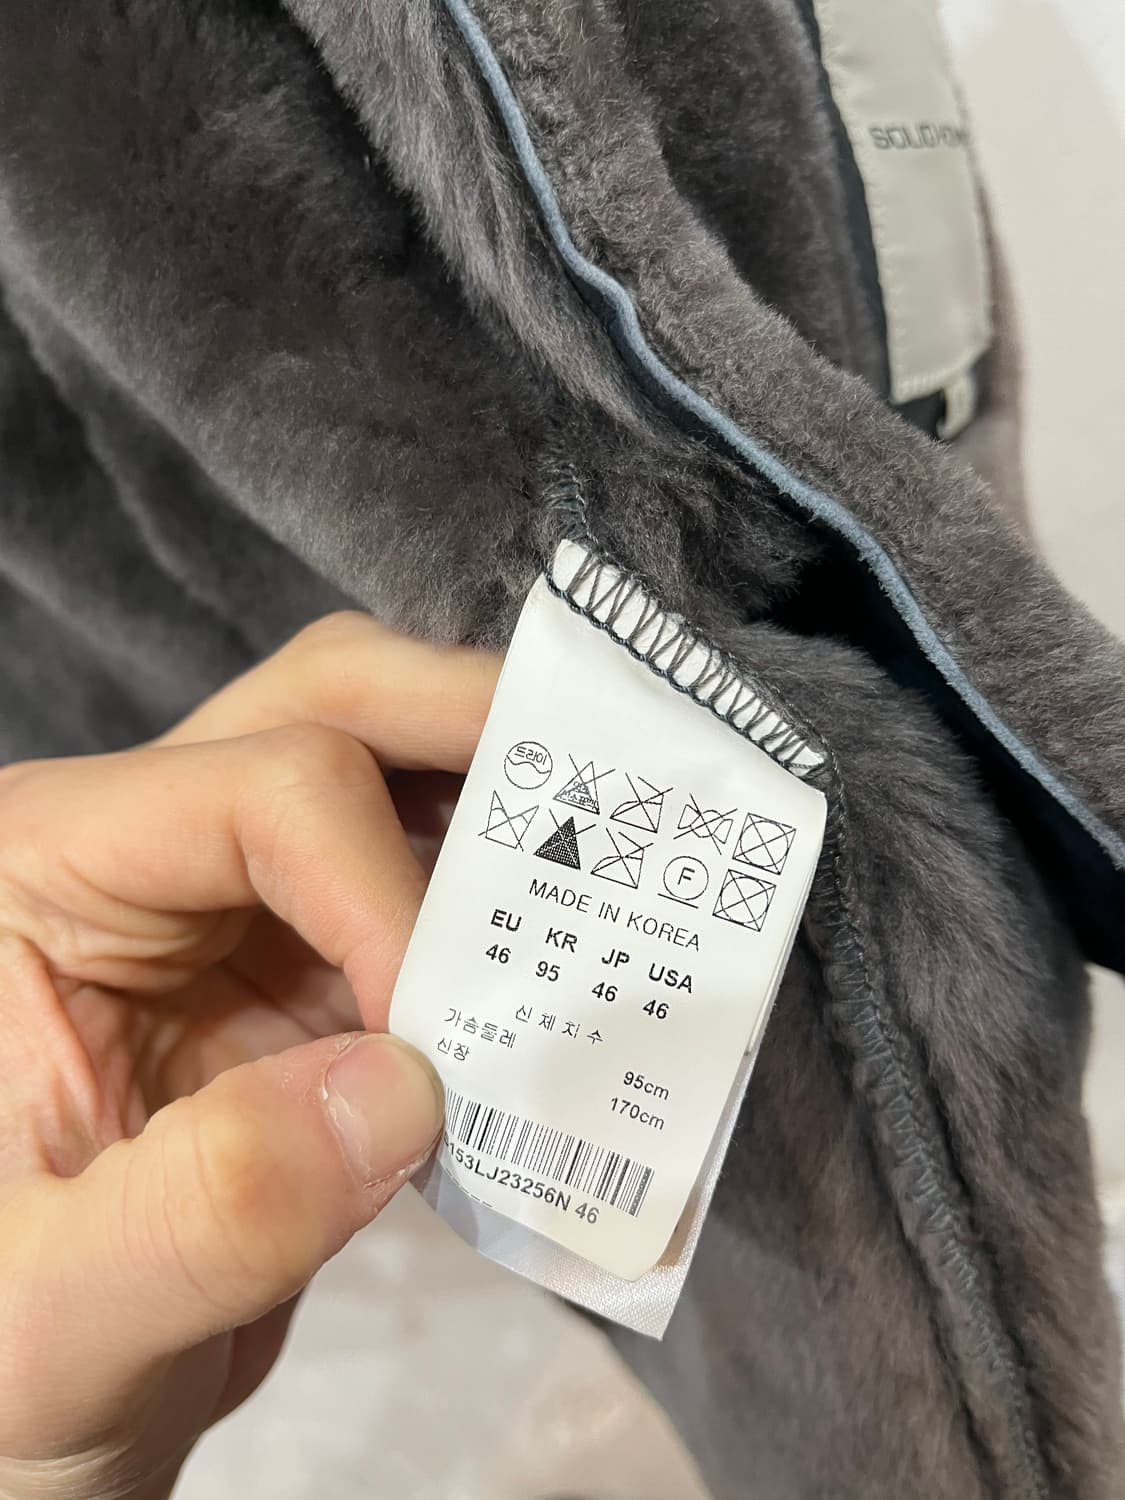 드라이
MADE IN KOREA
EU KR JP USA
46 95 46 46
신체치수
가슴둘레 95cm
신장 170cm
153LJ23256N 46
F